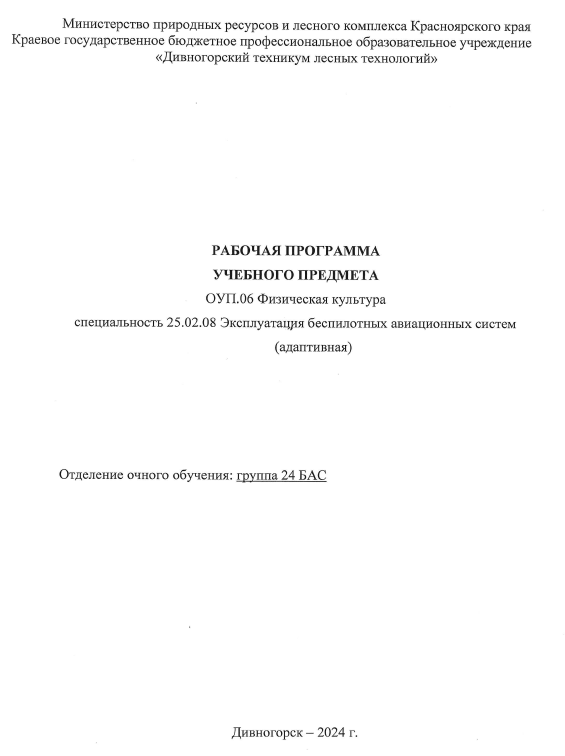 Министерство природных ресурсов и лесного комплекса Красноярского края
Краевое государственное бюджетное профессиональное образовательное учреждение
«Дивногорский техникум лесных технологий»
РАБОЧАЯ ПРОГРАММА
УЧЕБНОГО ПРЕДМЕТА
ОУП.06 Физическая культура
специальность 25.02.08 Эксплуатация беспилотных авиационных систем
(адаптивная)
Отделение очного обучения: группа 24 БАС
Дивногорск – 2024 г.